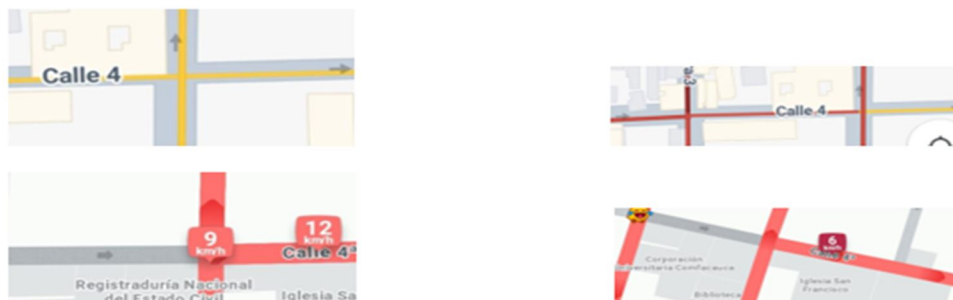 Calle 4
Calle 4
9
km/h
12
km/h
Calle 4ª
Registraduría Nacional
del Estado Civil
Iglesia Sa
6
km/h
Corporación
Universitaria Comfacauca
Iglesia San
Francisco
Biblioteca